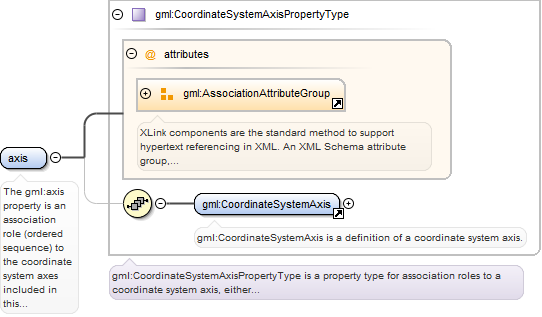 gml:CoordinateSystemAxisPropertyType
@ attributes
gml:AssociationAttributeGroup
XLink components are the standard method to support
hypertext referencing in XML. An XML Schema attribute
group,...
axis
The gml:axis
property is an
association
role (ordered
sequence) to
the coordinate
system axes
included in
this...
gml:CoordinateSystemAxis
gml:CoordinateSystemAxis is a definition of a coordinate system axis.
gml:CoordinateSystemAxisPropertyType is a property type for association roles to a
coordinate system axis, either...